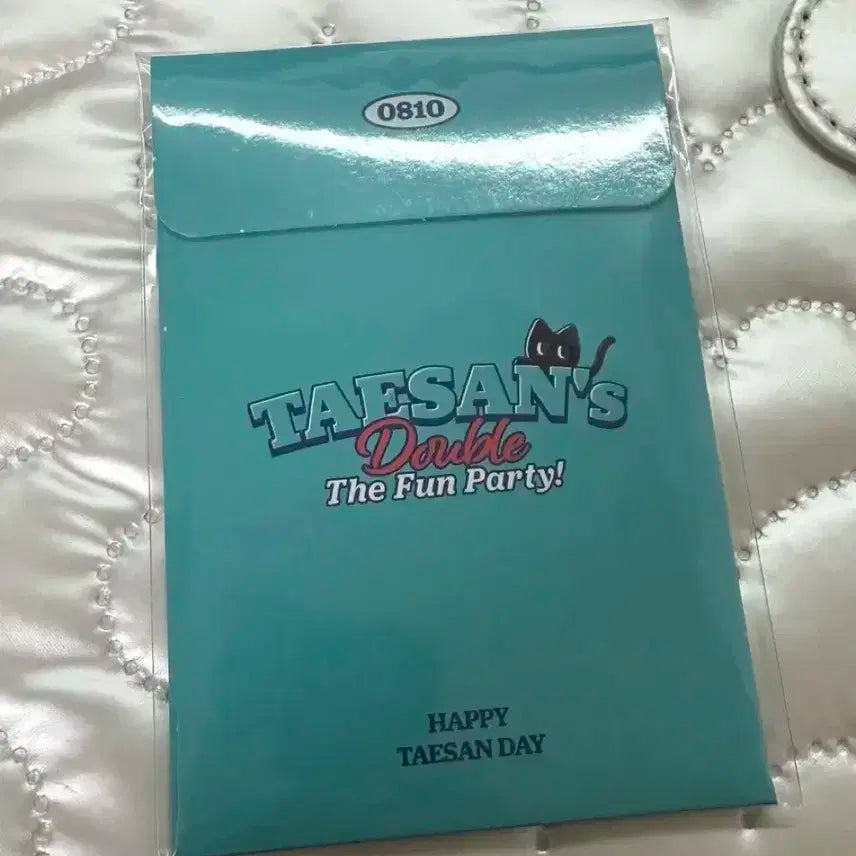 0810
TAESAN's
Double
The Fun Party!
HAPPY
TAESAN DAY